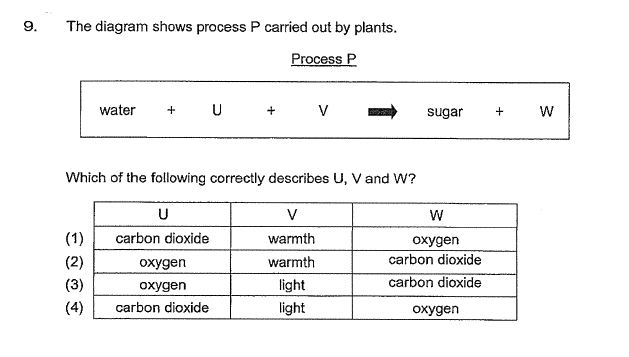 9. The diagram shows process P carried out by plants.
Process P
water + U + V sugar + W
Which of the following correctly describes U, V and W?
U V W
(1) carbon dioxide warmth oxygen
(2) oxygen warmth carbon dioxide
(3) oxygen light carbon dioxide
(4) carbon dioxide light oxygen